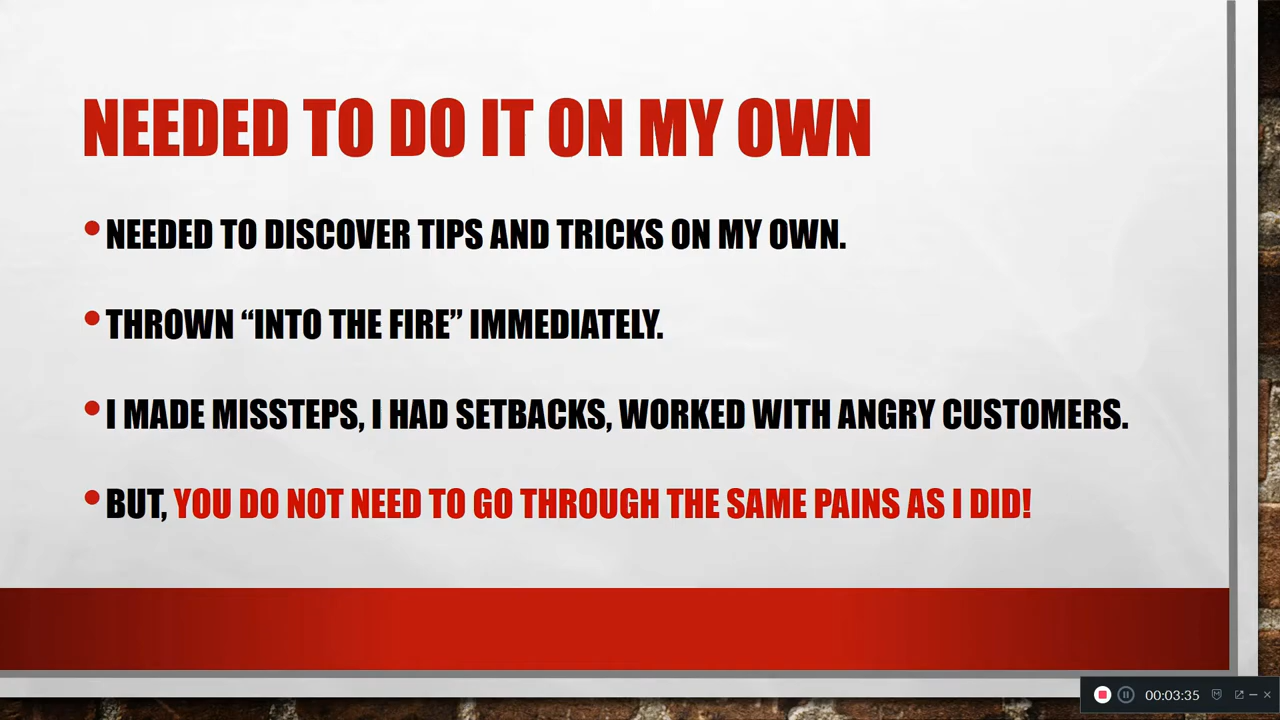 NEEDED TO DO IT ON MY OWN
•NEEDED TO DISCOVER TIPS AND TRICKS ON MY OWN.
•THROWN “INTO THE FIRE” IMMEDIATELY.
•I MADE MISSTEPS, I HAD SETBACKS, WORKED WITH ANGRY CUSTOMERS.
•BUT, YOU DO NOT NEED TO GO THROUGH THE SAME PAINS AS I DID!
00:03:35